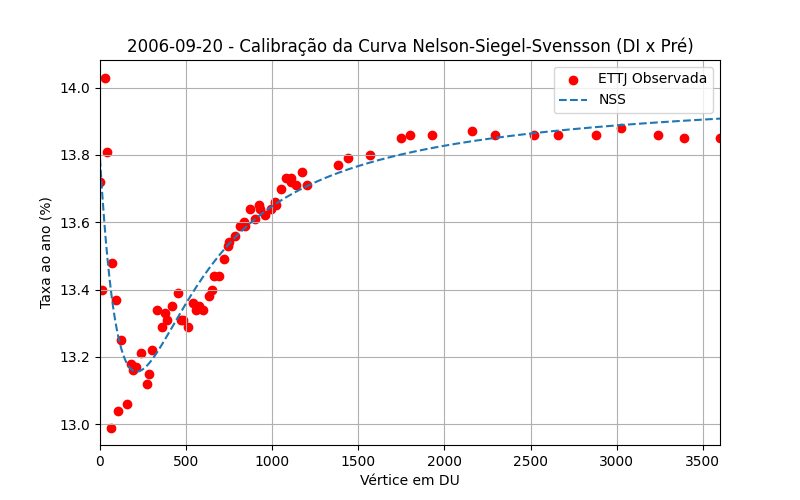 2006-09-20 - Calibração da Curva Nelson-Siegel-Svensson (DI x Pré)
ETTJ Observada
NSS
Taxa ao ano (%)
14.0
13.8
13.6
13.4
13.2
13.0
0 500 1000 1500 2000 2500 3000 3500
Vértice em DU